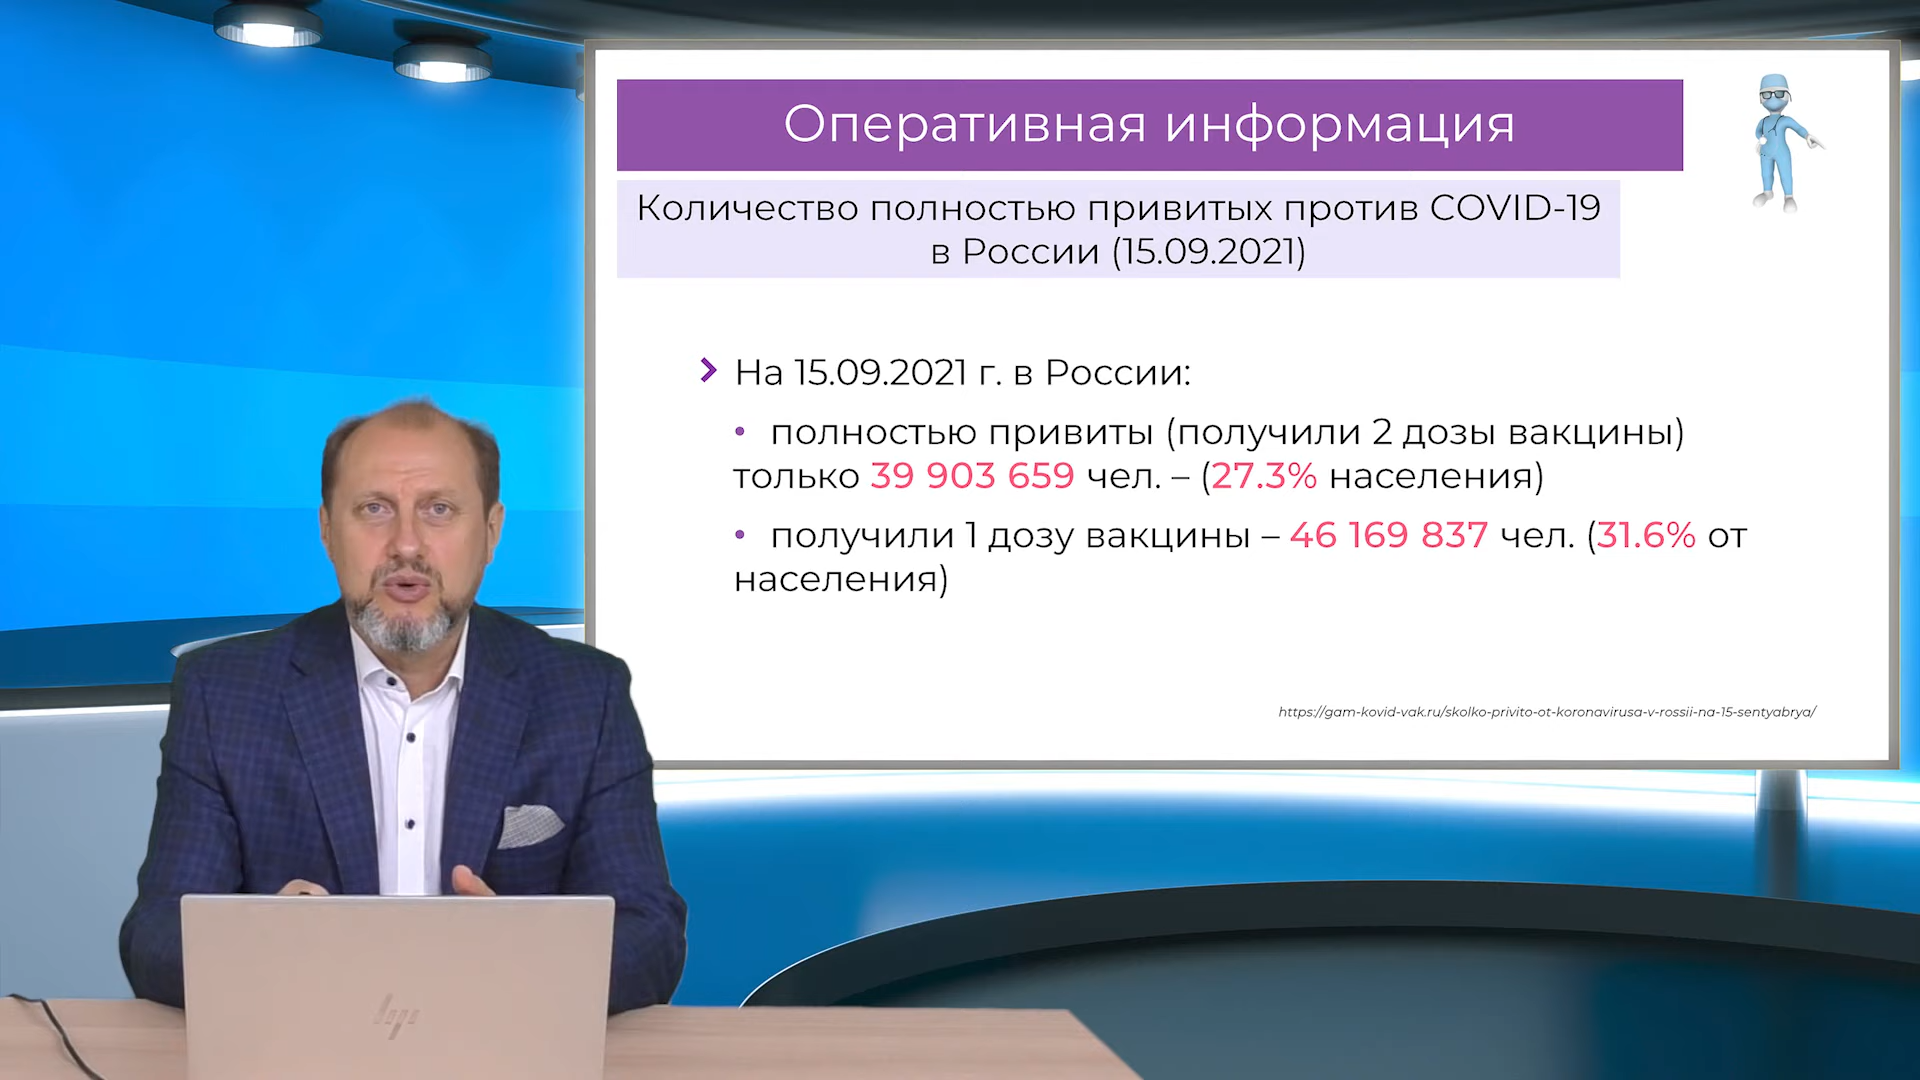 Оперативная информация
Количество полностью привитых против COVID-19
в России (15.09.2021)
На 15.09.2021 г. в России:
• полностью привиты (получили 2 дозы вакцины)
только 39 903 659 чел. – (27.3% населения)
• получили 1 дозу вакцины – 46 169 837 чел. (31.6% от
населения)
https://gam-kovid-vak.ru/skolko-privito-ot-koronavirusa-v-rossii-na-15-sentyabrya/
hp